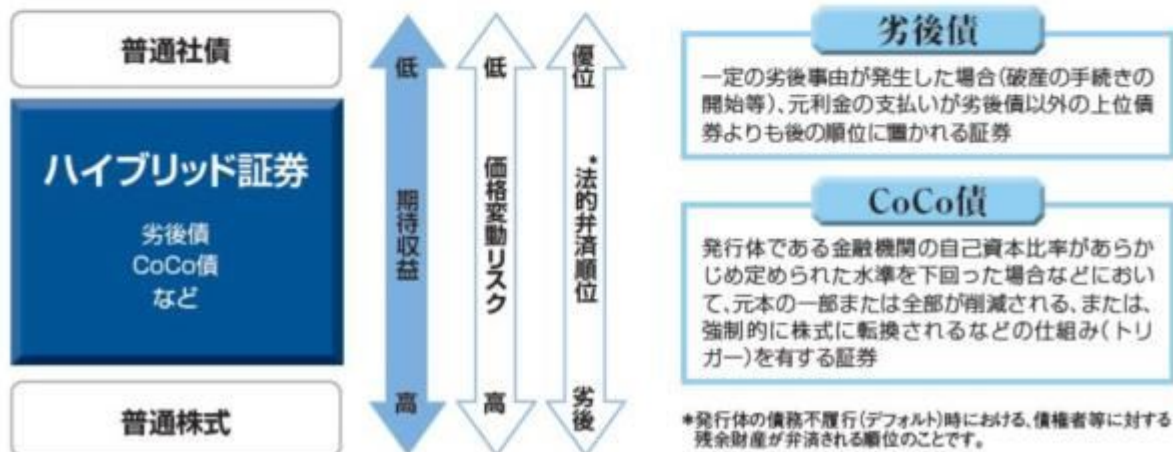 普通社債
ハイブリッド証券
劣後債
CoCo債
など
普通株式
低
期待収益
高
低
価格変動リスク
高
優位
*法的弁済順位
劣後
劣後債
一定の劣後事由が発生した場合(破産の手続きの
開始等)、元利金の支払いが劣後債以外の上位債
券よりも後の順位に置かれる証券
CoCo債
発行体である金融機関の自己資本比率があらか
じめ定められた水準を下回った場合などにおい
て、元本の一部または全部が削減される、または、
強制的に株式に転換されるなどの仕組み(トリ
ガー)を有する証券
*発行体の債務不履行(デフォルト)時における、債権者等に対する
残余財産が弁済される順位のことです。